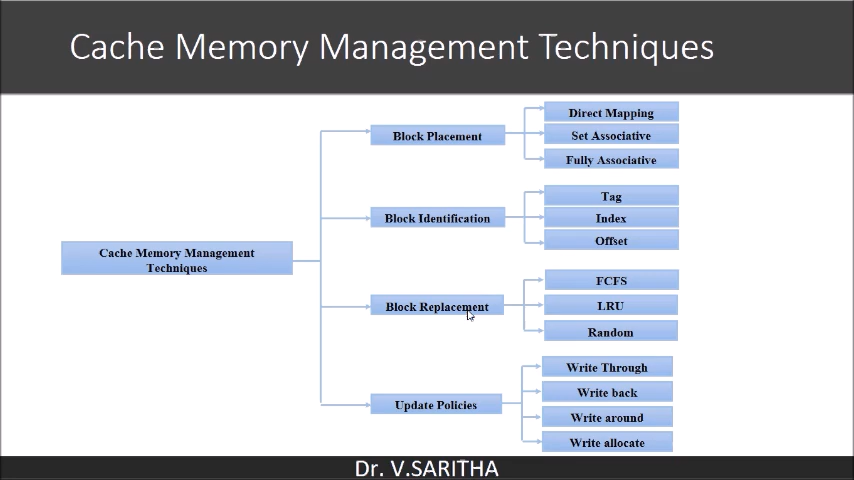 Cache Memory Management Techniques
Cache Memory Management
Techniques
Block Placement
Direct Mapping
Set Associative
Fully Associative
Block Identification
Tag
Index
Offset
Block Replacement
FCFS
LRU
Random
Update Policies
Write Through
Write back
Write around
Write allocate
Dr. V.SARITHA